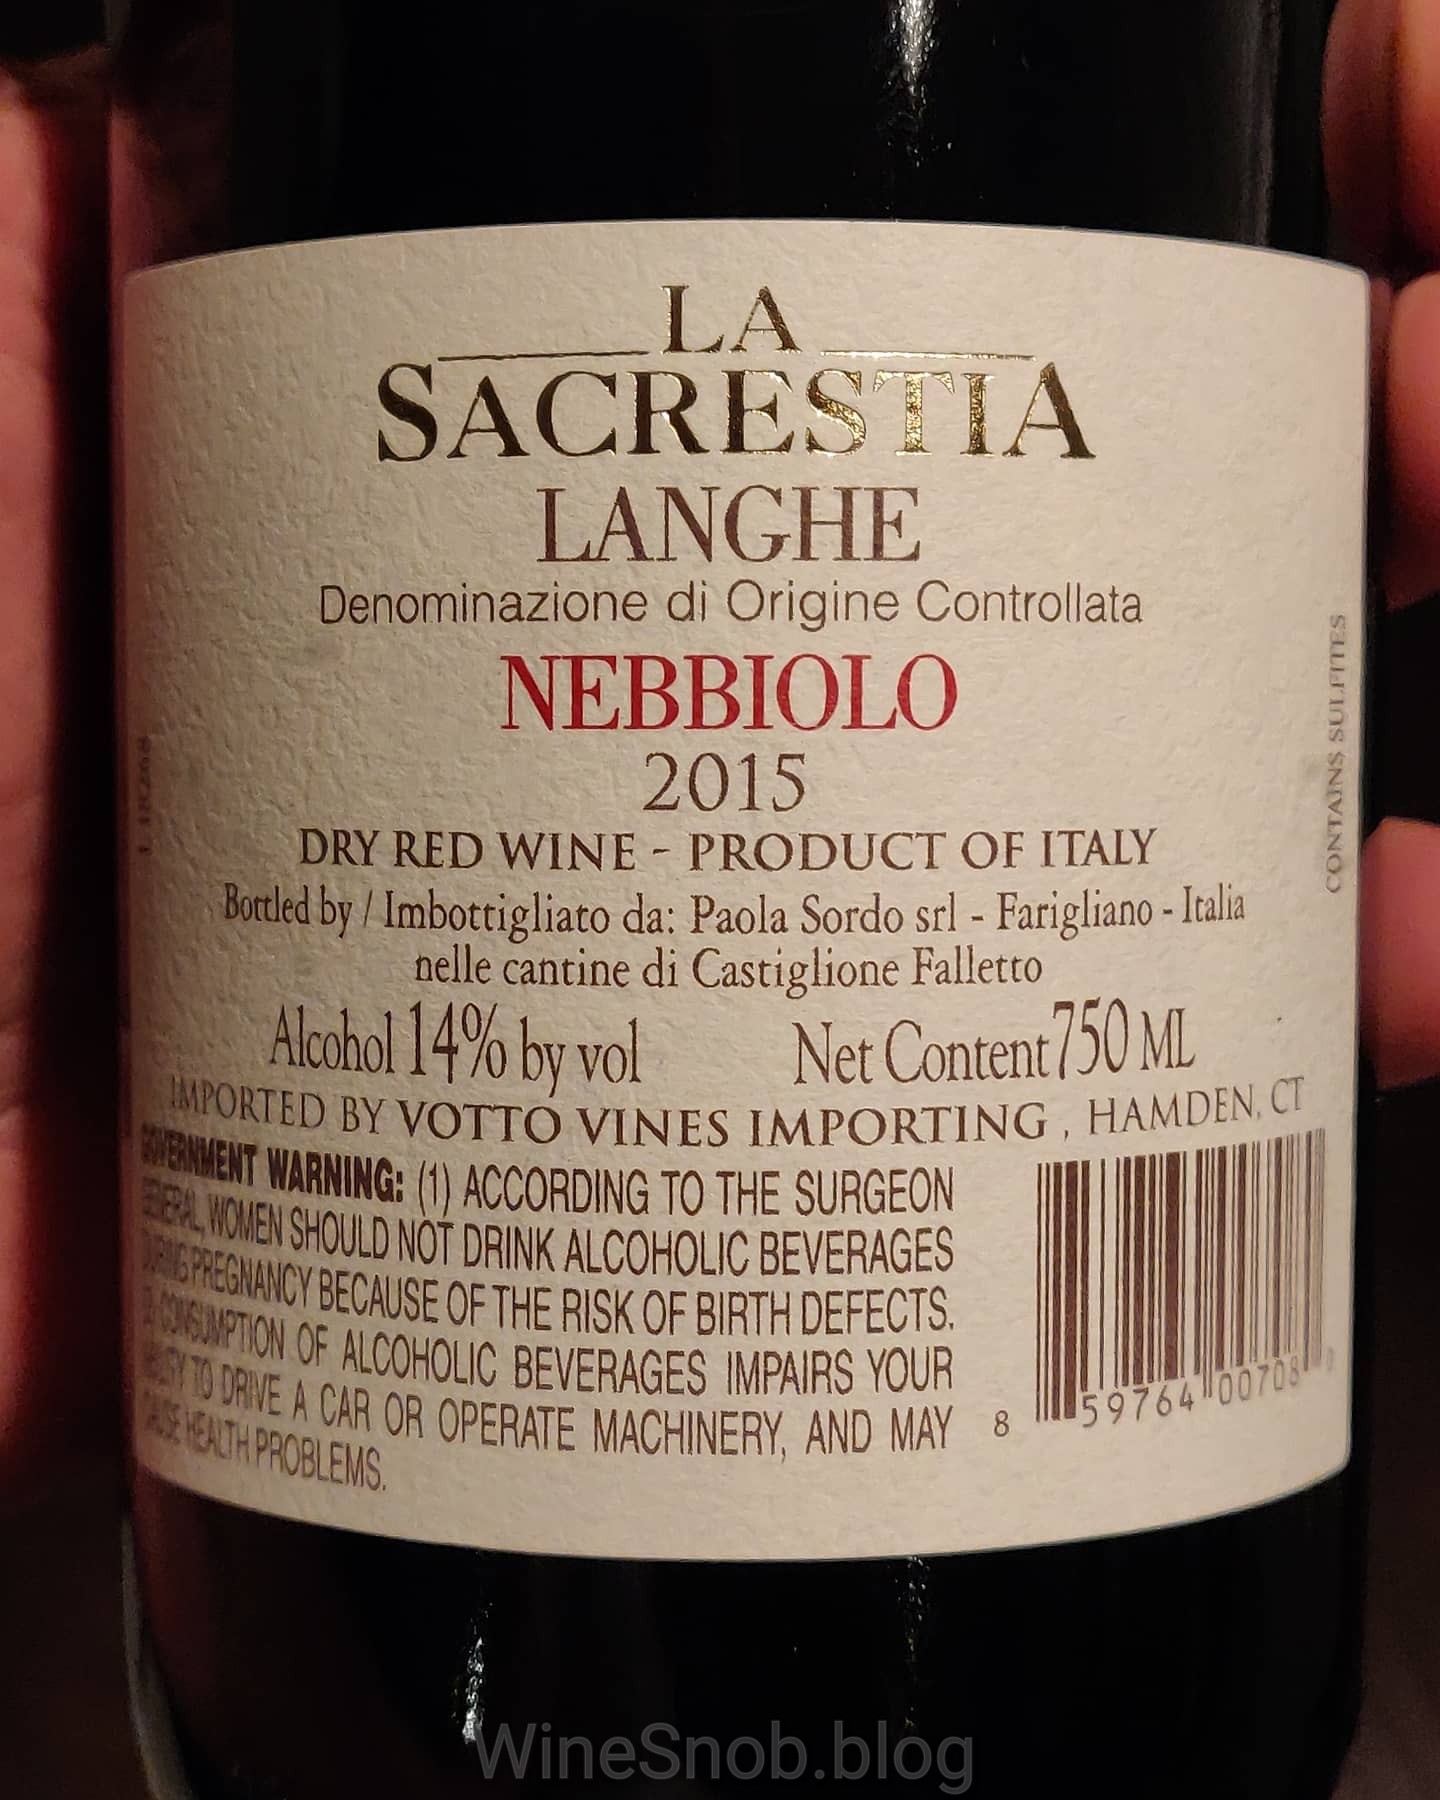 LA
SACRESTIA
LANGHE
Denominazione di Origine Controllata
NEBBIOLO
2015
DRY RED WINE - PRODUCT OF ITALY
Bottled by / Imbottigliato da: Paola Sordo srl - Farigliano - Italia
nelle cantine di Castiglione Falletto
Alcohol 14% by vol Net Content 750 ML
IMPORTED BY VOTTO VINES IMPORTING , HAMDEN, CT
GOVERNMENT WARNING: (1) ACCORDING TO THE SURGEON
GENERAL, WOMEN SHOULD NOT DRINK ALCOHOLIC BEVERAGES
DURING PREGNANCY BECAUSE OF THE RISK OF BIRTH DEFECTS.
CONSUMPTION OF ALCOHOLIC BEVERAGES IMPAIRS YOUR
ABILITY TO DRIVE A CAR OR OPERATE MACHINERY, AND MAY
CAUSE HEALTH PROBLEMS.
8 59764 00708
CONTAINS SULFITES
WineSnob.blog